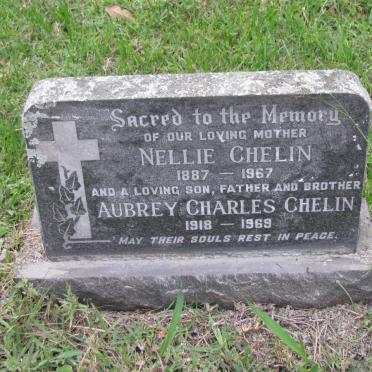 Sacred to the Memory
OF OUR LOVING MOTHER
NELLIE CHELIN
1887 — 1967
AND A LOVING SON, FATHER AND BROTHER
AUBREY CHARLES CHELIN
1918 — 1969
MAY THEIR SOULS REST IN PEACE.